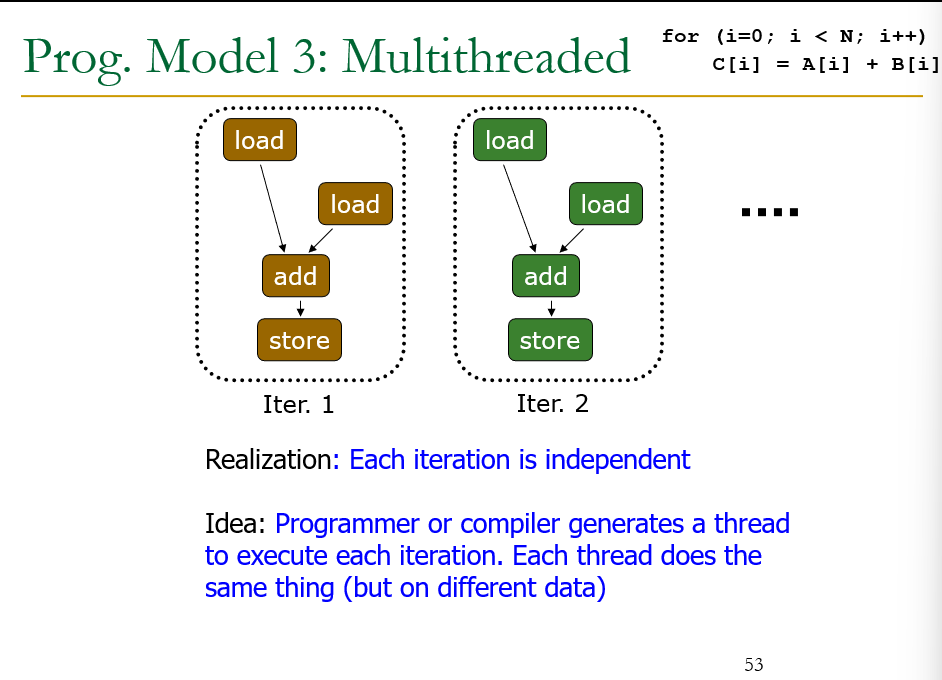 Prog. Model 3: Multithreaded
for (i=0; i < N; i++)
C[i] = A[i] + B[i]
load
load
add
store
Iter. 1
load
load
add
store
Iter. 2
....
Realization: Each iteration is independent
Idea: Programmer or compiler generates a thread
to execute each iteration. Each thread does the
same thing (but on different data)
53